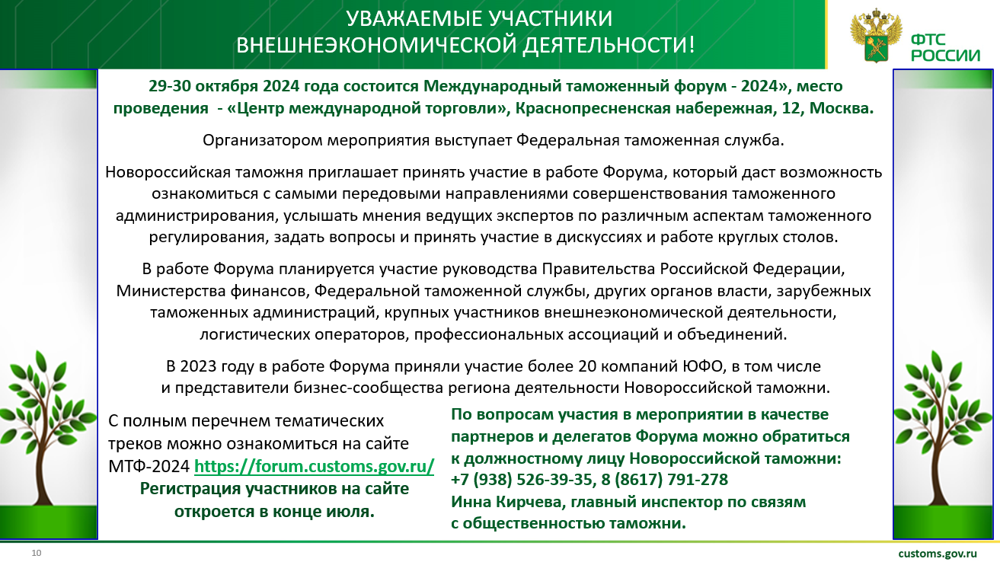 УВАЖАЕМЫЕ УЧАСТНИКИ
ВНЕШНЕЭКОНОМИЧЕСКОЙ ДЕЯТЕЛЬНОСТИ!
ФТС
РОССИИ
29-30 октября 2024 года состоится Международный таможенный форум - 2024», место
проведения - «Центр международной торговли», Краснопресненская набережная, 12, Москва.
Организатором мероприятия выступает Федеральная таможенная служба.
Новороссийская таможня приглашает принять участие в работе Форума, который даст возможность
ознакомиться с самыми передовыми направлениями совершенствования таможенного
администрирования, услышать мнения ведущих экспертов по различным аспектам таможенного
регулирования, задать вопросы и принять участие в дискуссиях и работе круглых столов.
В работе Форума планируется участие руководства Правительства Российской Федерации,
Министерства финансов, Федеральной таможенной службы, других органов власти, зарубежных
таможенных администраций, крупных участников внешнеэкономической деятельности,
логистических операторов, профессиональных ассоциаций и объединений.
В 2023 году в работе Форума приняли участие более 20 компаний ЮФО, в том числе
и представители бизнес-сообщества региона деятельности Новороссийской таможни.
С полным перечнем тематических
треков можно ознакомиться на сайте
МТФ-2024 https://forum.customs.gov.ru/
Регистрация участников на сайте
откроется в конце июля.
По вопросам участия в мероприятии в качестве
партнеров и делегатов Форума можно обратиться
к должностному лицу Новороссийской таможни:
+7 (938) 526-39-35, 8 (8617) 791-278
Инна Кирчева, главный инспектор по связям
с общественностью таможни.
10
customs.gov.ru